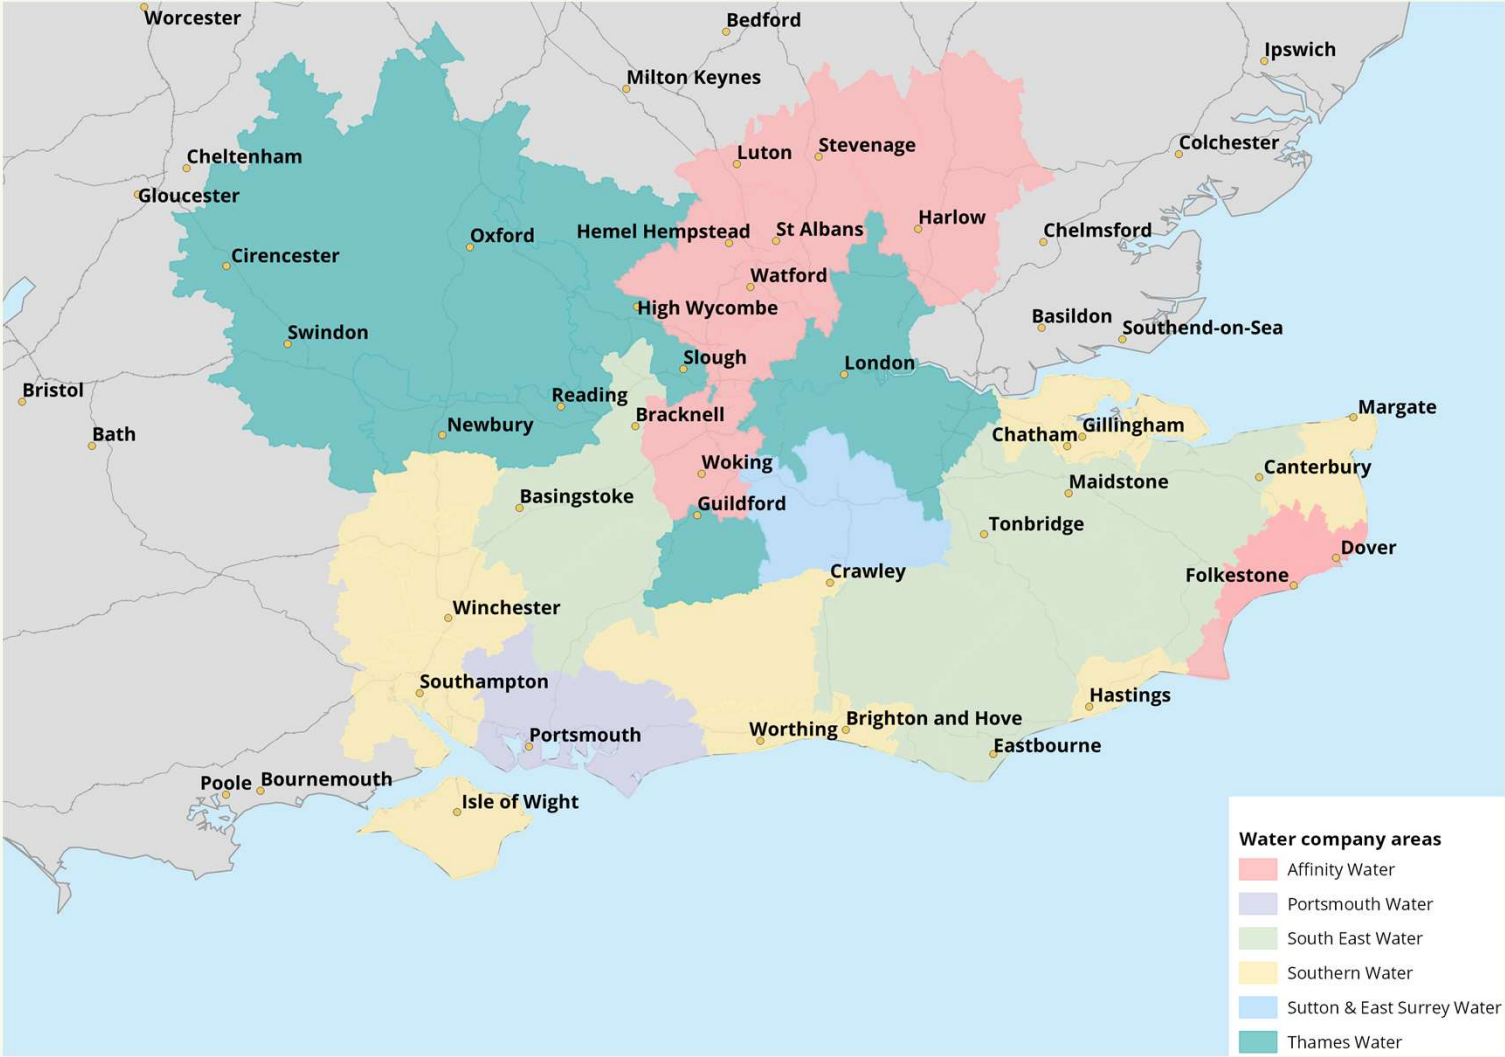 Worcester
Bedford
Ipswich
Milton Keynes
Colchester
Stevenage
Luton
Cheltenham
Gloucester
Harlow
Chelmsford
Hemel Hempstead
St Albans
Oxford
Cirencester
Watford
High Wycombe
Basildon
Southend-on-Sea
Swindon
Slough
London
Bristol
Reading
Bracknell
Margate
Newbury
Bath
Chatham
Gillingham
Woking
Canterbury
Maidstone
Basingstoke
Guildford
Tonbridge
Dover
Crawley
Folkestone
Winchester
Southampton
Hastings
Brighton and Hove
Worthing
Portsmouth
Eastbourne
Poole
Bournemouth
Isle of Wight
Water company areas
Affinity Water
Portsmouth Water
South East Water
Southern Water
Sutton & East Surrey Water
Thames Water